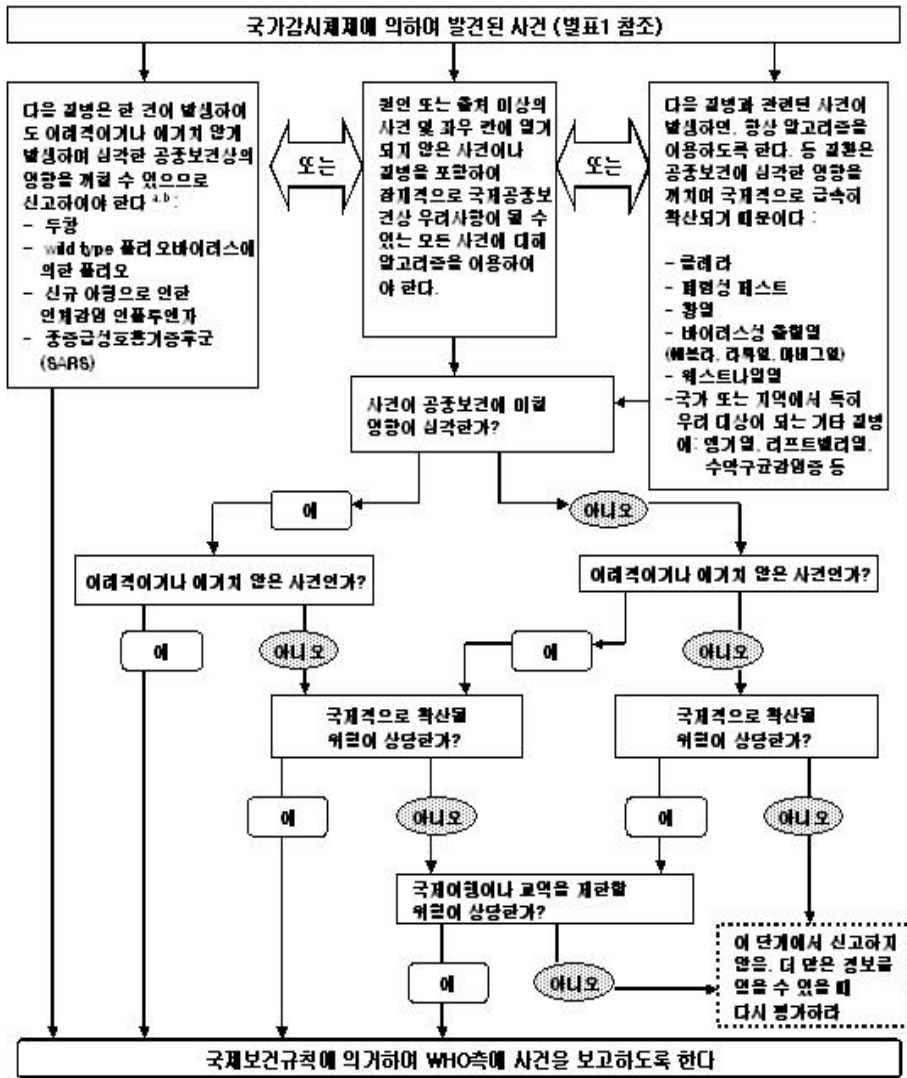 국가감시체제에 의하여 발견된 사건 (별표1 참조)
다음 질병은 한 건이 발생하여
도 이례적이거나 예기치 않게
발생하며 심각한 공중보건상의
영향을 끼칠 수 있으므로
신고하여야 한다 a,b :
- 두창
- wild type 폴리오바이러스에
의한 폴리오
- 신규 아형으로 인한
인체감염 인플루엔자
- 중증급성호흡기증후군
(SARS)
또는
원인 또는 출처 미상의
사건 및 좌우 칸에 열거
되지 않은 사건이나
질병을 포함하여
잠재적으로 국제공중보
건상 우려사항이 될 수
있는 모든 사건에 대해
알고리즘을 이용하여
야 한다.
또는
다음 질병과 관련된 사건이
발생하면, 항상 알고리즘을
이용하도록 한다. 동 질환은
공중보건에 심각한 영향을
끼치며 국제적으로 급속히
확산되기 때문이다 :
- 콜레라
- 폐렴성 페스트
- 황열
- 바이러스성 출혈열
(에볼라, 라싸열, 마버그열)
- 웨스트나일열
-국가 또는 지역에서 특히
우려 대상이 되는 기타 질병
예: 뎅기열, 리프트밸리열,
수막구균감염증 등
사건이 공중보건에 미칠
영향이 심각한가?
예
아니오
이례적이거나 예기치 않은 사건인가?
이례적이거나 예기치 않은 사건인가?
예
아니오
예
아니오
국제적으로 확산될
위험이 상당한가?
국제적으로 확산될
위험이 상당한가?
예
아니오
예
아니오
국제여행이나 교역을 제한할
위험이 상당한가?
예
아니오
이 단계에서 신고하지
않음. 더 많은 정보를
얻을 수 있을 때
다시 평가하라
국제보건규칙에 의거하여 WHO측에 사건을 보고하도록 한다